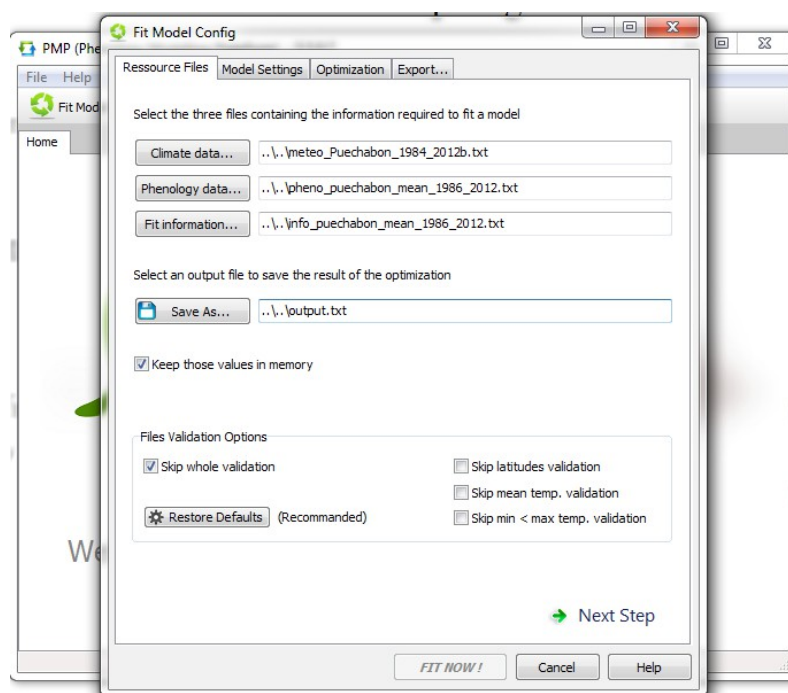 Fit Model Config
PMP (Phe
File Help
Fit Mod
Home
Ressource Files Model Settings Optimization Export...
Select the three files containing the information required to fit a model
Climate data... ..\..\meteo_Puechabon_1984_2012b.txt
Phenology data... ..\..\pheno_puechabon_mean_1986_2012.txt
Fit information... ..\..\info_puechabon_mean_1986_2012.txt
Select an output file to save the result of the optimization
Save As... ..\..\output.txt
Keep those values in memory
Files Validation Options
Skip whole validation Skip latitudes validation
Skip mean temp. validation
Restore Defaults (Recommanded) Skip min < max temp. validation
We
Next Step
FIT NOW ! Cancel Help